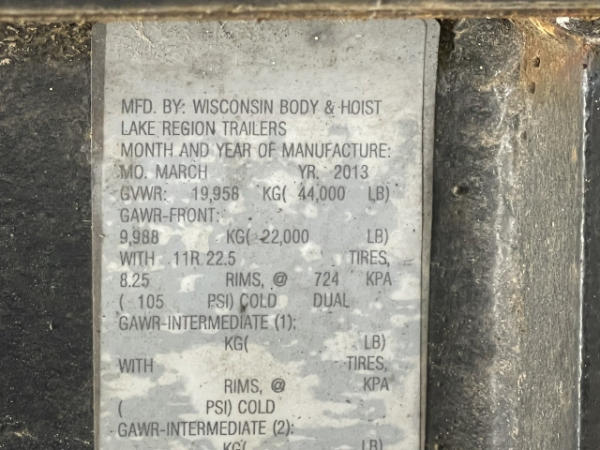 MFD. BY: WISCONSIN BODY & HOIST
LAKE REGION TRAILERS
MONTH AND YEAR OF MANUFACTURE:
MO. MARCH YR. 2013
GVWR: 19,958 KG( 44,000 LB)
GAWR-FRONT:
9,988 KG( 22,000 LB)
WITH 11R 22.5 TIRES,
8.25 RIMS, @ 724 KPA
( 105 PSI) COLD DUAL
GAWR-INTERMEDIATE (1):
KG( LB)
WITH TIRES,
RIMS, @ KPA
( PSI) COLD
GAWR-INTERMEDIATE (2):
KG( LB)